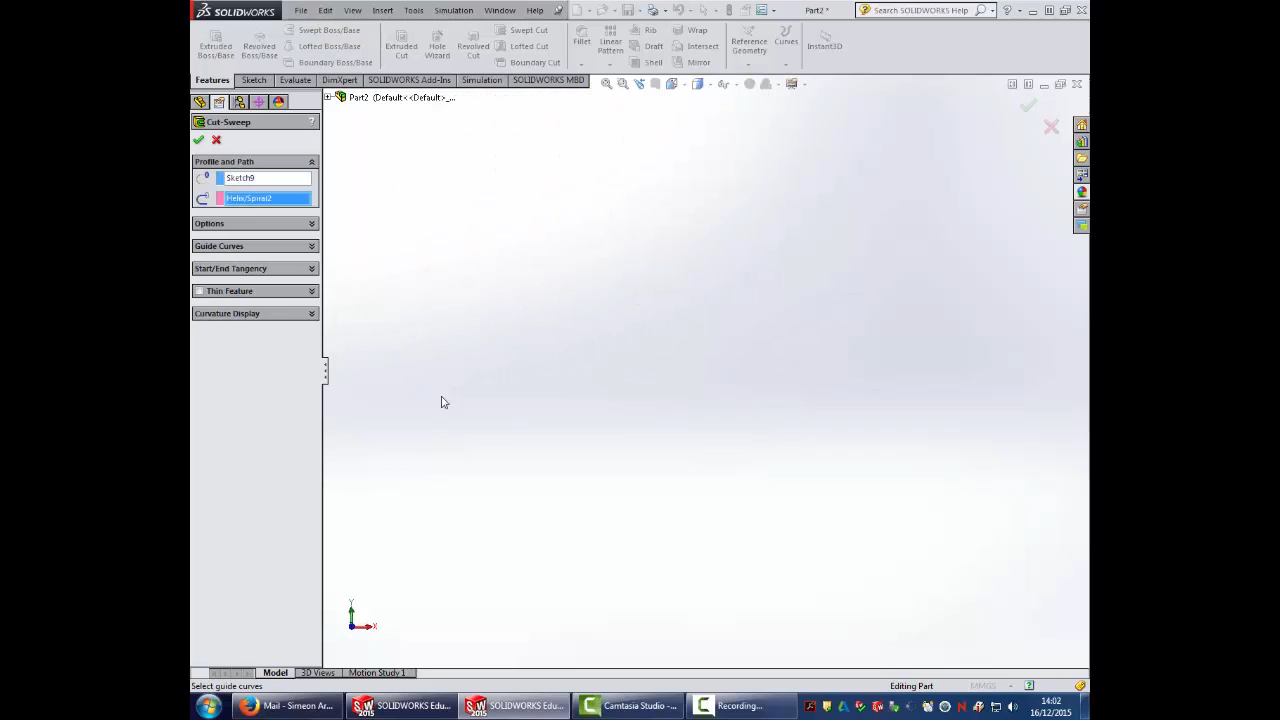 SOLIDWORKS File Edit View Insert Tools Simulation Window Help Part2 * Search SOLIDWORKS Help
Extruded Boss/Base
Revolved Boss/Base
Swept Boss/Base
Lofted Boss/Base
Boundary Boss/Base
Extruded Cut
Hole Wizard
Revolved Cut
Swept Cut
Lofted Cut
Boundary Cut
Fillet
Linear Pattern
Rib
Draft
Shell
Wrap
Intersect
Mirror
Reference Geometry
Curves
Instant3D
Features Sketch Evaluate DimXpert SOLIDWORKS Add-Ins Simulation SOLIDWORKS MBD
Part2 (Default<<Default>_...
Cut-Sweep ?
Profile and Path
Sketch9
Helix/Spiral2
Options
Guide Curves
Start/End Tangency
Thin Feature
Curvature Display
Y
X
Model 3D Views Motion Study 1
Select guide curves Editing Part MMGS
Mail - Simeon Ar... SOLIDWORKS Edu... SOLIDWORKS Edu... Camtasia Studio -... Recording... 14:02
16/12/2015